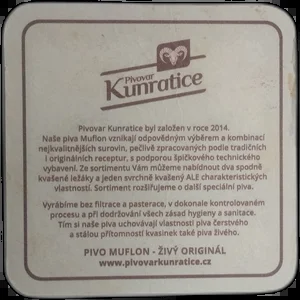 Pivovar
Kunratice
Pivovar Kunratice byl založen v roce 2014.
Naše piva Muflon vznikají odpovědným výběrem a kombinací
nejkvalitnějších surovin, pečlivě zpracovaných podle tradičních
i originálních receptur, s podporou špičkového technického
vybavení. Ze sortimentu Vám můžeme nabídnout dva spodně
kvašené ležáky a jeden svrchně kvašený ALE charakteristických
vlastností. Sortiment rozšiřujeme o další speciální piva.
Vyrábíme bez filtrace a pasterace, v dokonale kontrolovaném
procesu a při dodržování všech zásad hygieny a sanitace.
Tím si naše piva uchovávají vlastnosti piva čerstvého
a stálou přítomností kvasinek také piva živého.
PIVO MUFLON - ŽIVÝ ORIGINÁL
www.pivovarkunratice.cz